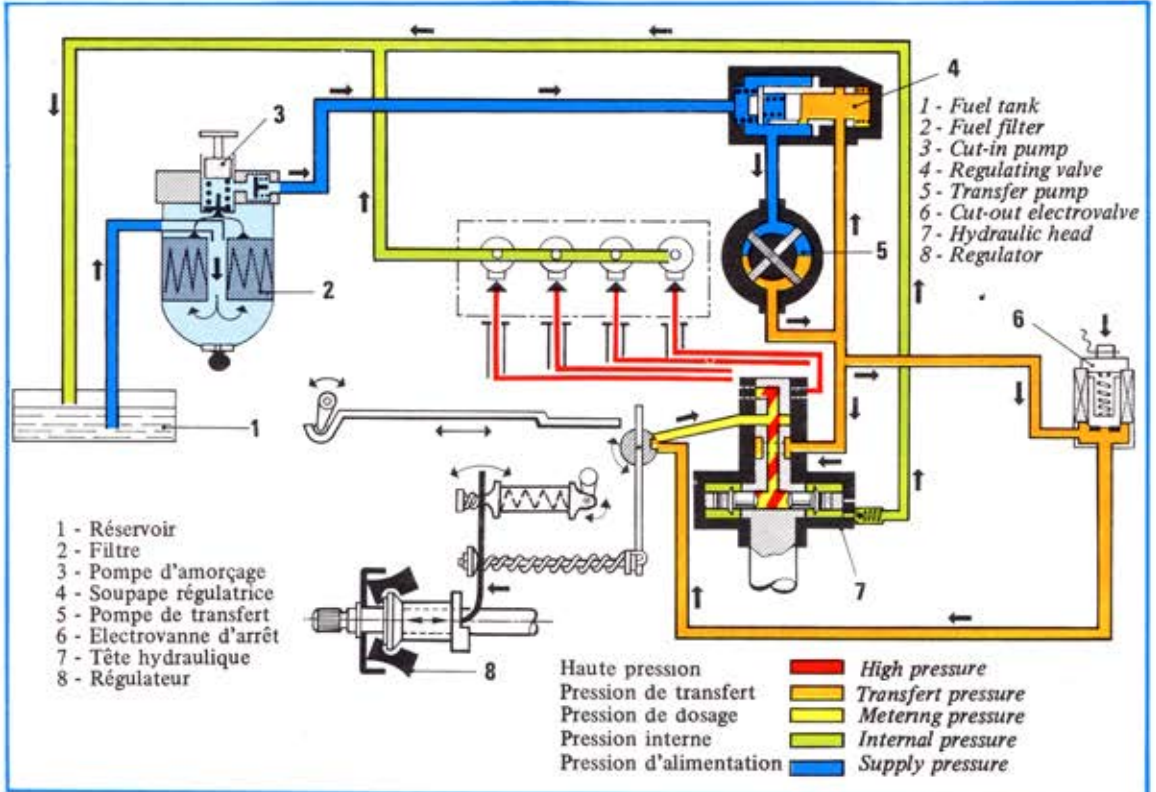 4
1 - Fuel tank
2 - Fuel filter
3 - Cut-in pump
4 - Regulating valve
5 - Transfer pump
6 - Cut-out electrovalve
7 - Hydraulic head
8 - Regulator
3
2
5
6
1
7
8
1 - Réservoir
2 - Filtre
3 - Pompe d'amorçage
4 - Soupape régulatrice
5 - Pompe de transfert
6 - Electrovanne d'arrêt
7 - Tête hydraulique
8 - Régulateur
Haute pression High pressure
Pression de transfert Transfert pressure
Pression de dosage Metering pressure
Pression interne Internal pressure
Pression d'alimentation Supply pressure